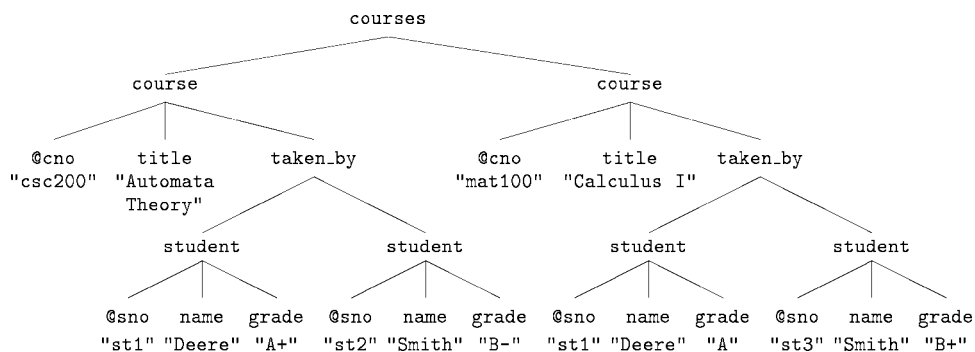 courses
course course
@cno title taken_by @cno title taken_by
"csc200" "Automata "mat100" "Calculus I"
Theory"
student student student student
@sno name grade @sno name grade @sno name grade @sno name grade
"st1" "Deere" "A+" "st2" "Smith" "B-" "st1" "Deere" "A" "st3" "Smith" "B+"